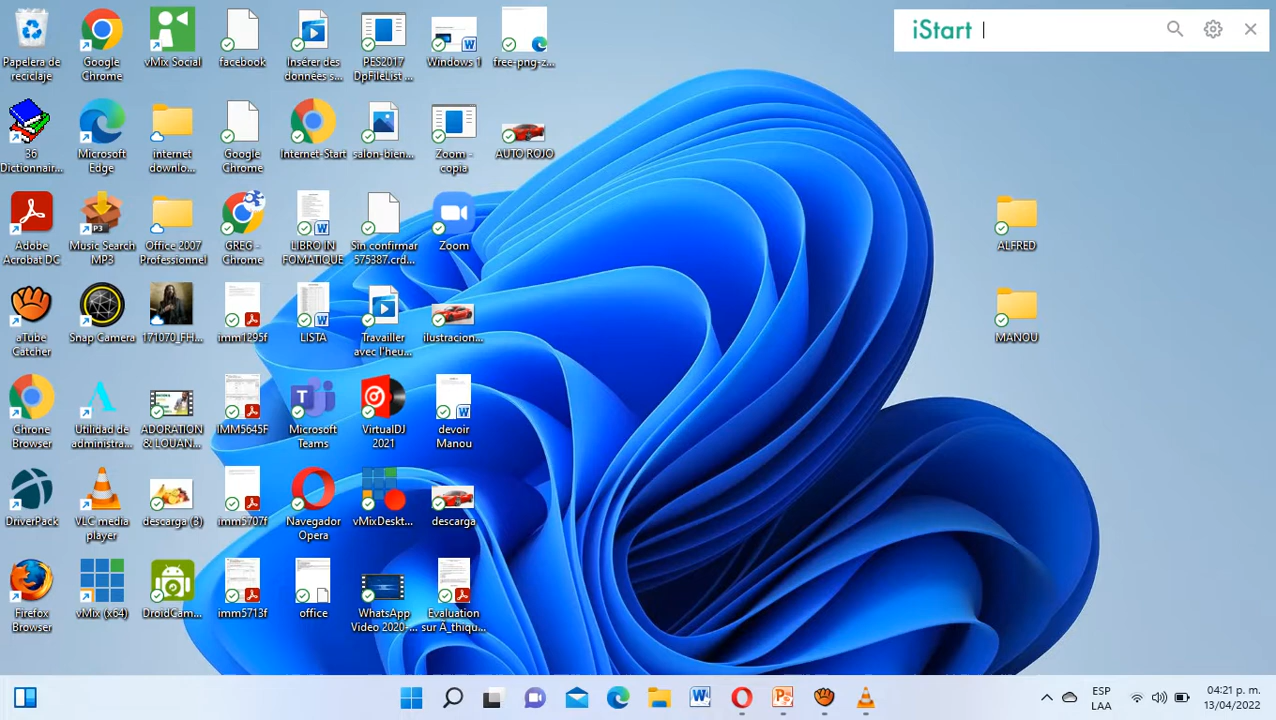 iStart
Papelera de reciclaje
Google Chrome
vMix Social
facebook
Insérer des données s...
PES2017 DpFileList ...
Windows 1
free-png-z...
36 Dictionnair...
Microsoft Edge
internet downlo...
Google Chrome
Internet-Start
salon-bien...
Zoom - copia
AUTO ROJO
Adobe Acrobat DC
Music Search MP3
Office 2007 Professionnel
GREG - Chrome
LIBRO IN FOMATIQUE
Sin confirmar 575387.crd...
Zoom
ALFRED
aTube Catcher
Snap Camera
171070_FH...
imm1295f
LISTA
Travailler avec l'heu...
ilustracion...
MANOU
Chrone Browser
Utilidad de administra...
ADORATION & LOUAN...
IMM5645F
Microsoft Teams
VirtualDJ 2021
devoir Manou
DriverPack
VLC media player
descarga (8)
imm5707f
Navegador Opera
vMixDeskt...
descarga
Firefox Browser
vMix (x64)
DroidCam...
imm5713f
office
WhatsApp Video 2020-...
Evaluation sur Â_thiqu...
ESP LAA
04:21 p. m.
13/04/2022